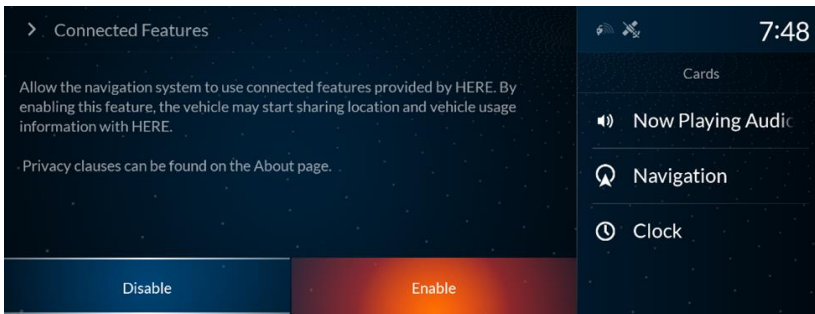 Connected Features
Allow the navigation system to use connected features provided by HERE. By
enabling this feature, the vehicle may start sharing location and vehicle usage
information with HERE.
Privacy clauses can be found on the About page.
Disable
Enable
7:48
Cards
Now Playing Audio
Navigation
Clock